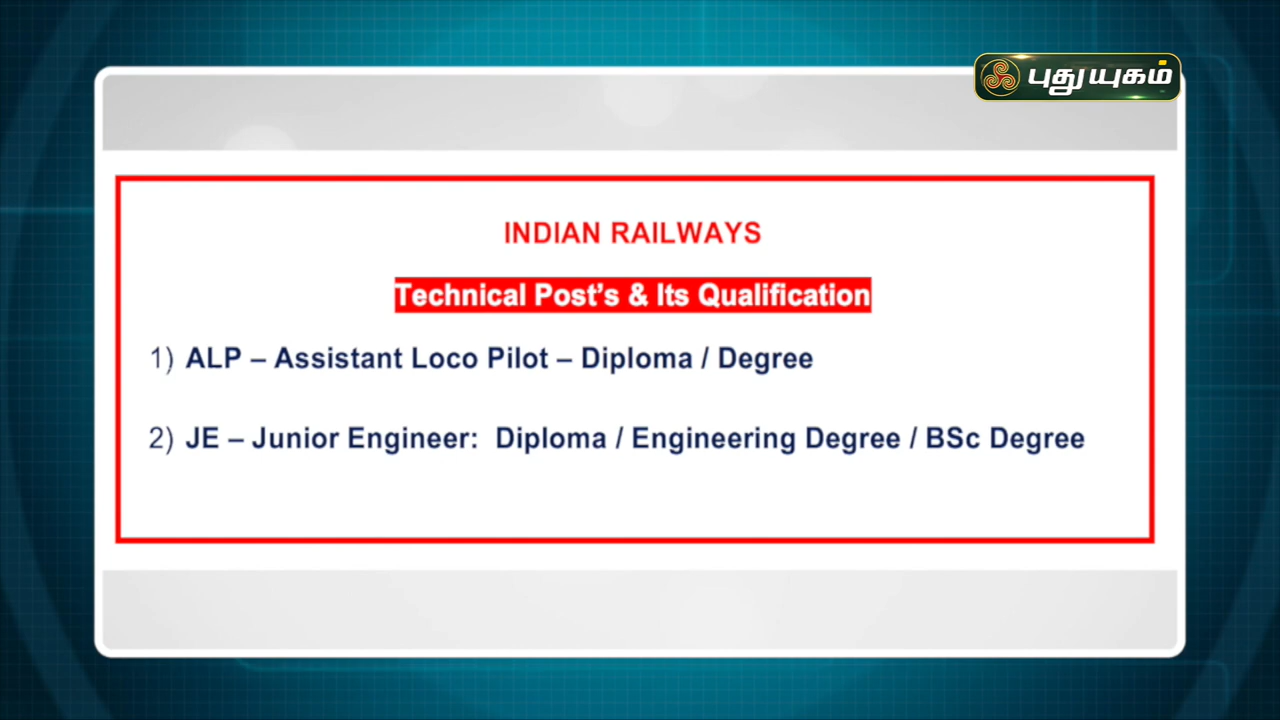 புதுயுகம்
INDIAN RAILWAYS
Technical Post’s & Its Qualification
1) ALP – Assistant Loco Pilot – Diploma / Degree
2) JE – Junior Engineer: Diploma / Engineering Degree / BSc Degree